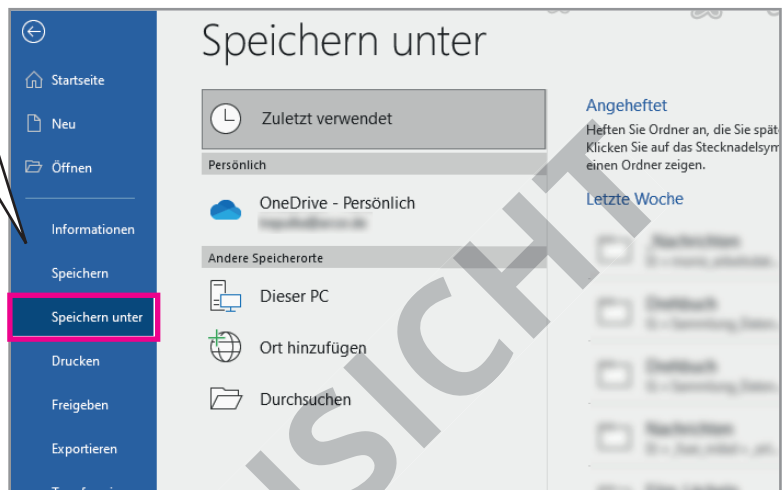 Speichern unter
Startseite
Neu
Öffnen
Informationen
Speichern
Speichern unter
Drucken
Freigeben
Exportieren
Zuletzt verwendet
Persönlich
OneDrive - Persönlich
Andere Speicherorte
Dieser PC
Ort hinzufügen
Durchsuchen
Angeheftet
Heften Sie Ordner an, die Sie spät
Klicken Sie auf das Stecknadelsym
einen Ordner zeigen.
Letzte Woche
SICHT